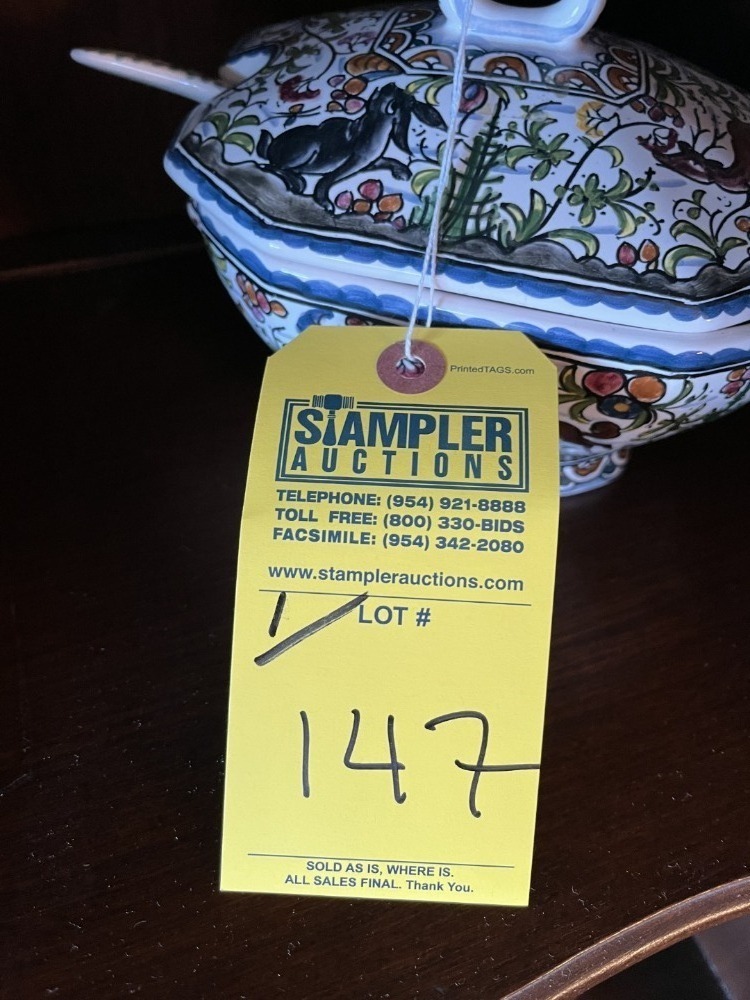 PrintedTAGS.com
STAMPLER
AUCTIONS
TELEPHONE: (954) 921-8888
TOLL FREE: (800) 330-BIDS
FACSIMILE: (954) 342-2080
www.stamplerauctions.com
1/ LOT #
147
SOLD AS IS, WHERE IS.
ALL SALES FINAL. Thank You.